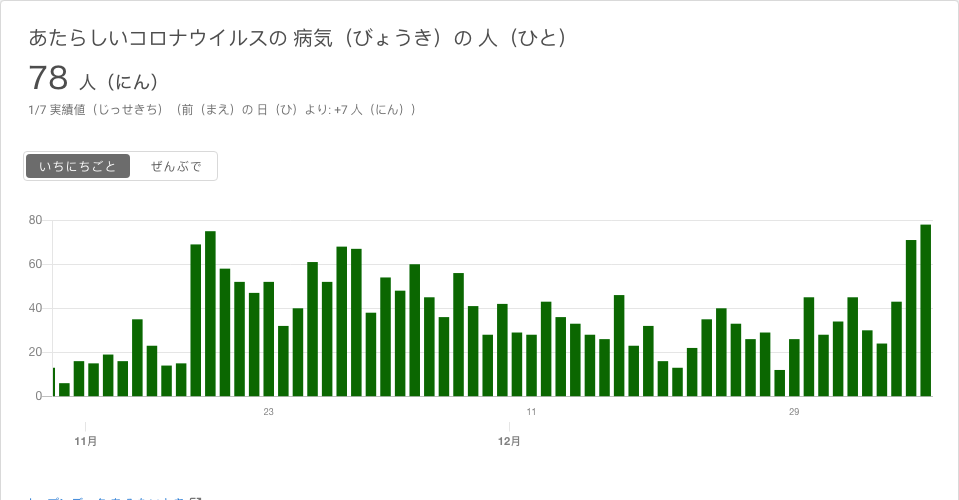 あたらしいコロナウイルスの 病気（びょうき）の 人（ひと）
78 人（にん）
1/7 実績値（じっせきち）（前（まえ）の 日（ひ）より: +7 人（にん））
いちにちごと ぜんぶで
80
60
40
20
0
23 11 29
11月 12月